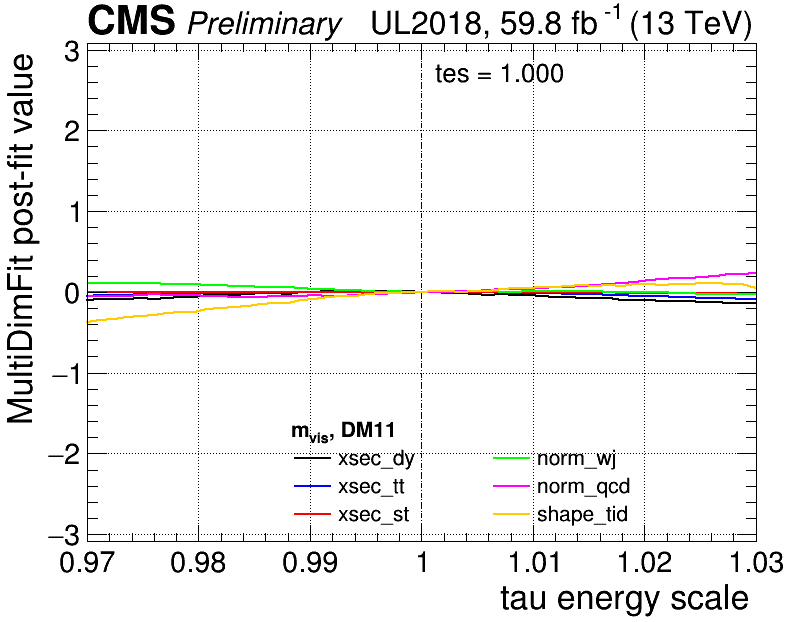 CMS Preliminary UL2018, 59.8 fb⁻¹ (13 TeV)
tes = 1.000
MultiDimFit post-fit value
3
2
1
0
−1
−2
−3
m_vis, DM11
xsec_dy norm_wj
xsec_tt norm_qcd
xsec_st shape_tid
0.97 0.98 0.99 1 1.01 1.02 1.03
tau energy scale